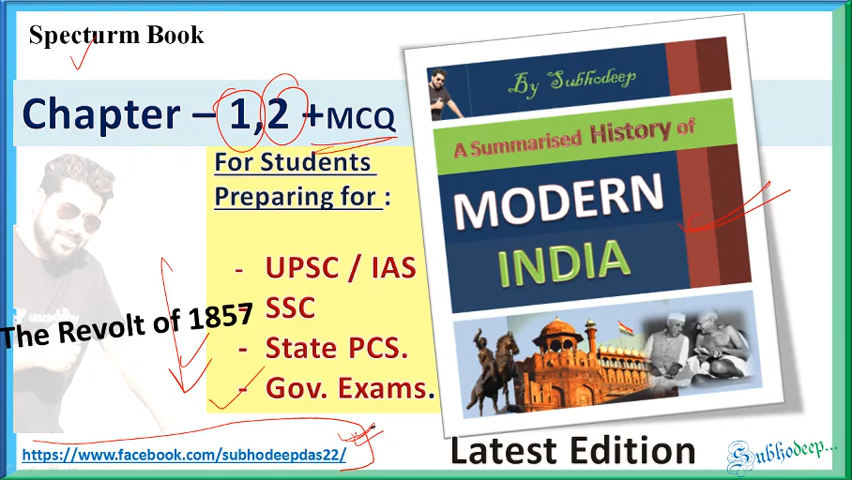 Specturm Book
Chapter – 1,2 +MCQ
For Students
Preparing for :
- UPSC / IAS
- SSC
- State PCS.
- Gov. Exams.
The Revolt of 1857
https://www.facebook.com/subhodeepdas22/
By Subhodeep
A Summarised History of
MODERN
INDIA
Latest Edition
Subhodeep...